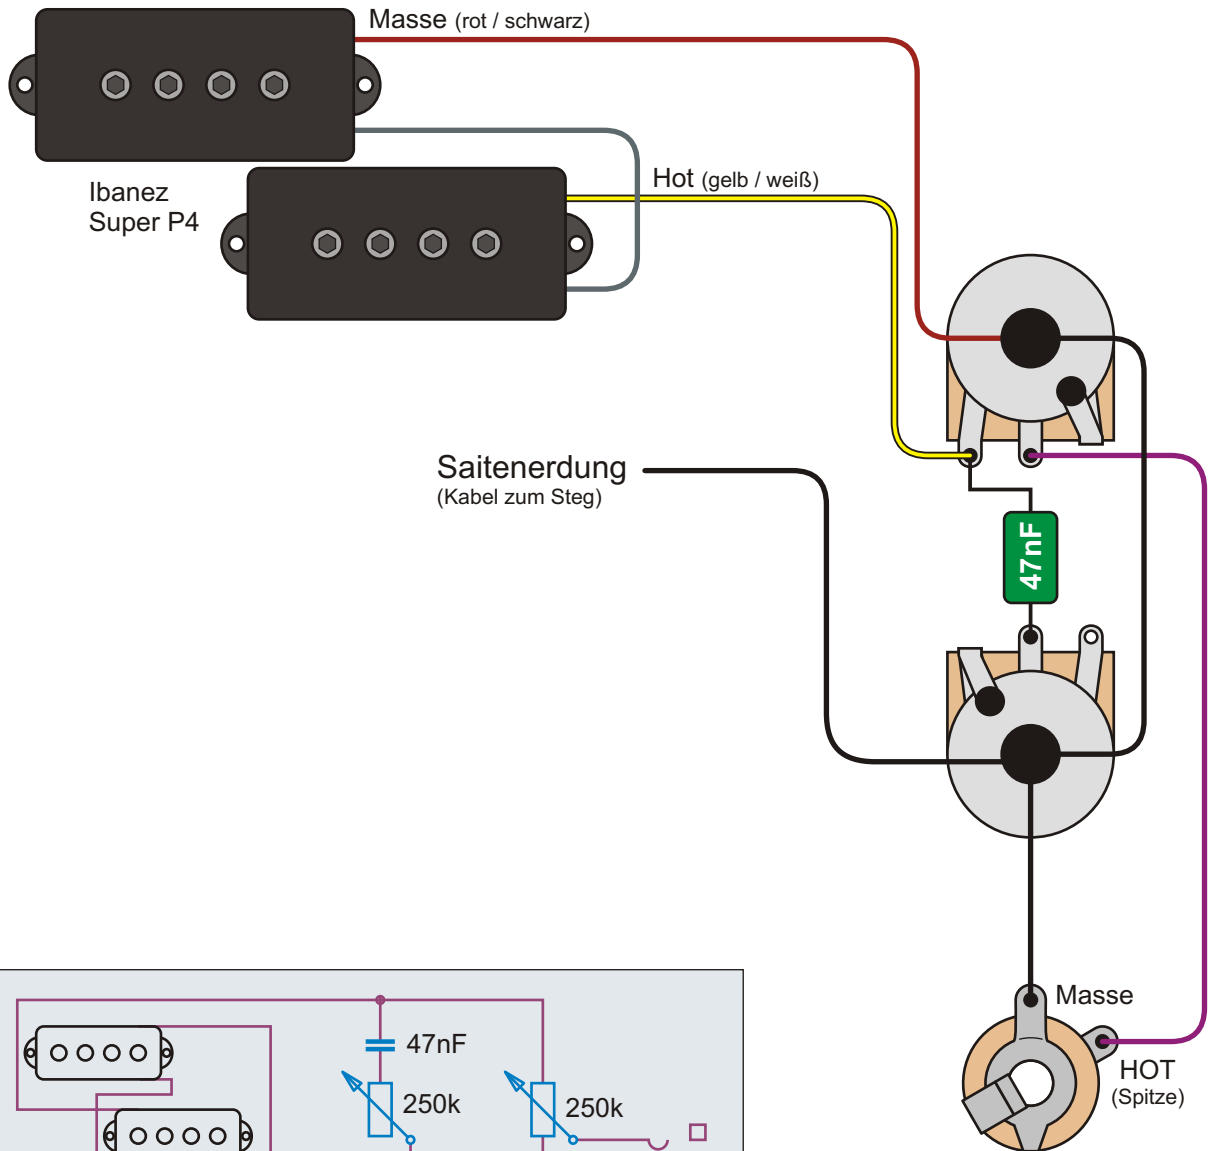 Masse (rot / schwarz)
Ibanez
Super P4
Hot (gelb / weiß)
Saitenerdung
(Kabel zum Steg)
47nF
Masse
HOT
(Spitze)
47nF
250k
250k